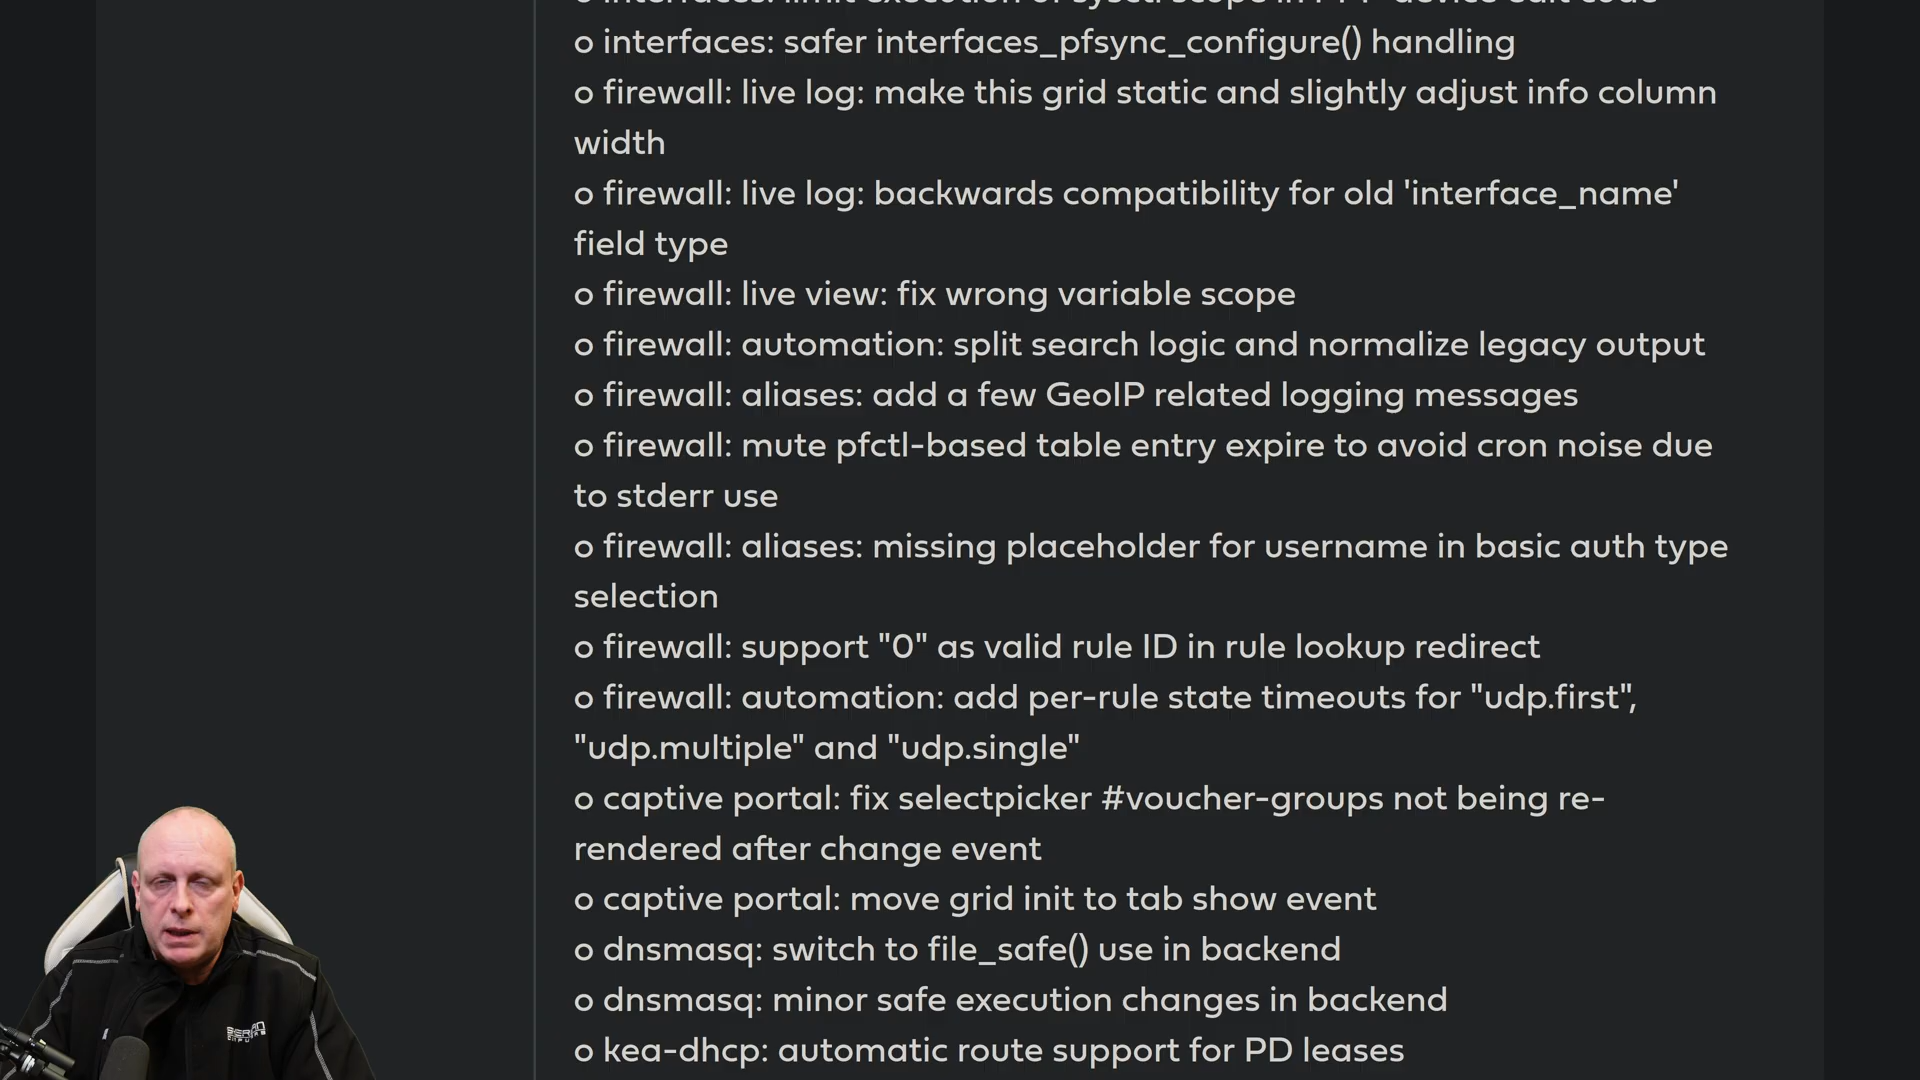 o interfaces: safer interfaces_pfsync_configure() handling
o firewall: live log: make this grid static and slightly adjust info column
width
o firewall: live log: backwards compatibility for old 'interface_name'
field type
o firewall: live view: fix wrong variable scope
o firewall: automation: split search logic and normalize legacy output
o firewall: aliases: add a few GeoIP related logging messages
o firewall: mute pfctl-based table entry expire to avoid cron noise due
to stderr use
o firewall: aliases: missing placeholder for username in basic auth type
selection
o firewall: support "0" as valid rule ID in rule lookup redirect
o firewall: automation: add per-rule state timeouts for "udp.first",
"udp.multiple" and "udp.single"
o captive portal: fix selectpicker #voucher-groups not being re-
rendered after change event
o captive portal: move grid init to tab show event
o dnsmasq: switch to file_safe() use in backend
o dnsmasq: minor safe execution changes in backend
o kea-dhcp: automatic route support for PD leases